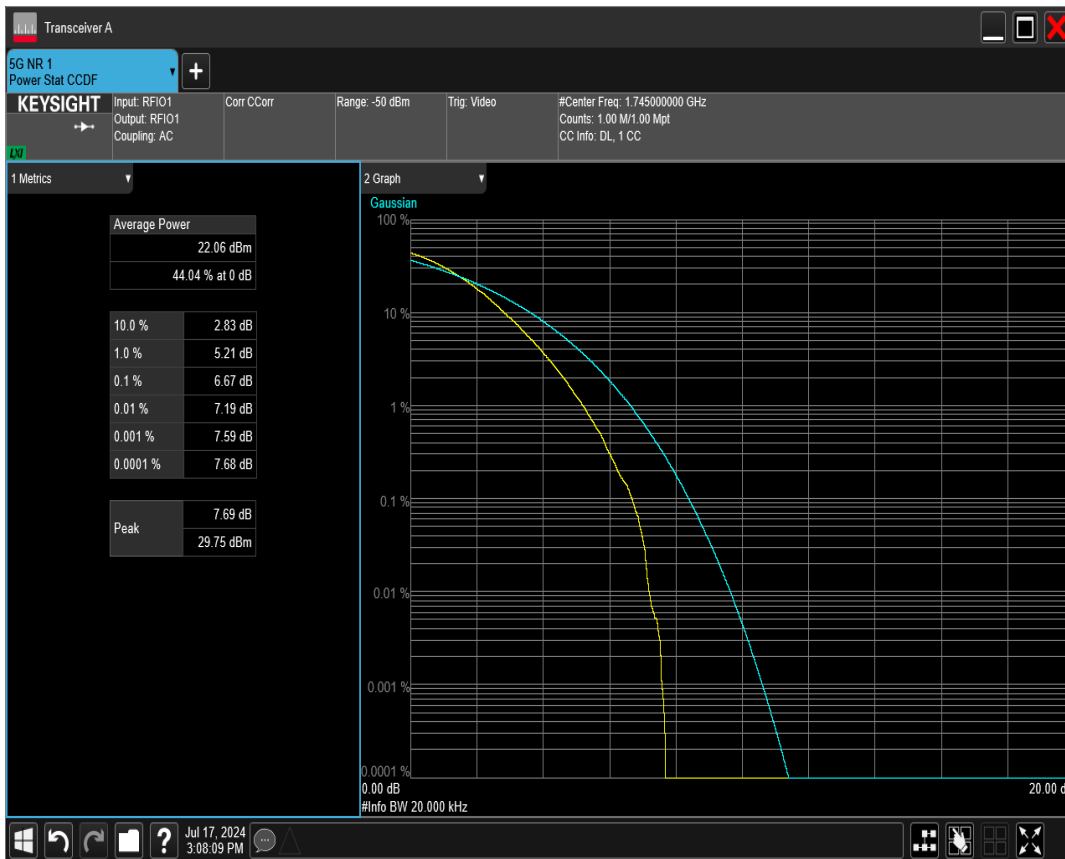 Transceiver A
5G NR 1
Power Stat CCDF
KEYSIGHT
Input: RFIO1
Output: RFIO1
Coupling: AC
Corr CCorr
Range: -50 dBm
Trig: Video
#Center Freq: 1.745000000 GHz
Counts: 1.00 M/1.00 Mpt
CC Info: DL, 1 CC
LXI
1 Metrics
Average Power
22.06 dBm
44.04 % at 0 dB
10.0 % 2.83 dB
1.0 % 5.21 dB
0.1 % 6.67 dB
0.01 % 7.19 dB
0.001 % 7.59 dB
0.0001 % 7.68 dB
Peak
7.69 dB
29.75 dBm
2 Graph
Gaussian
100 %
10 %
1 %
0.1 %
0.01 %
0.001 %
0.0001 %
0.00 dB 20.00 d
#Info BW 20.000 kHz
?
Jul 17, 2024
3:08:09 PM